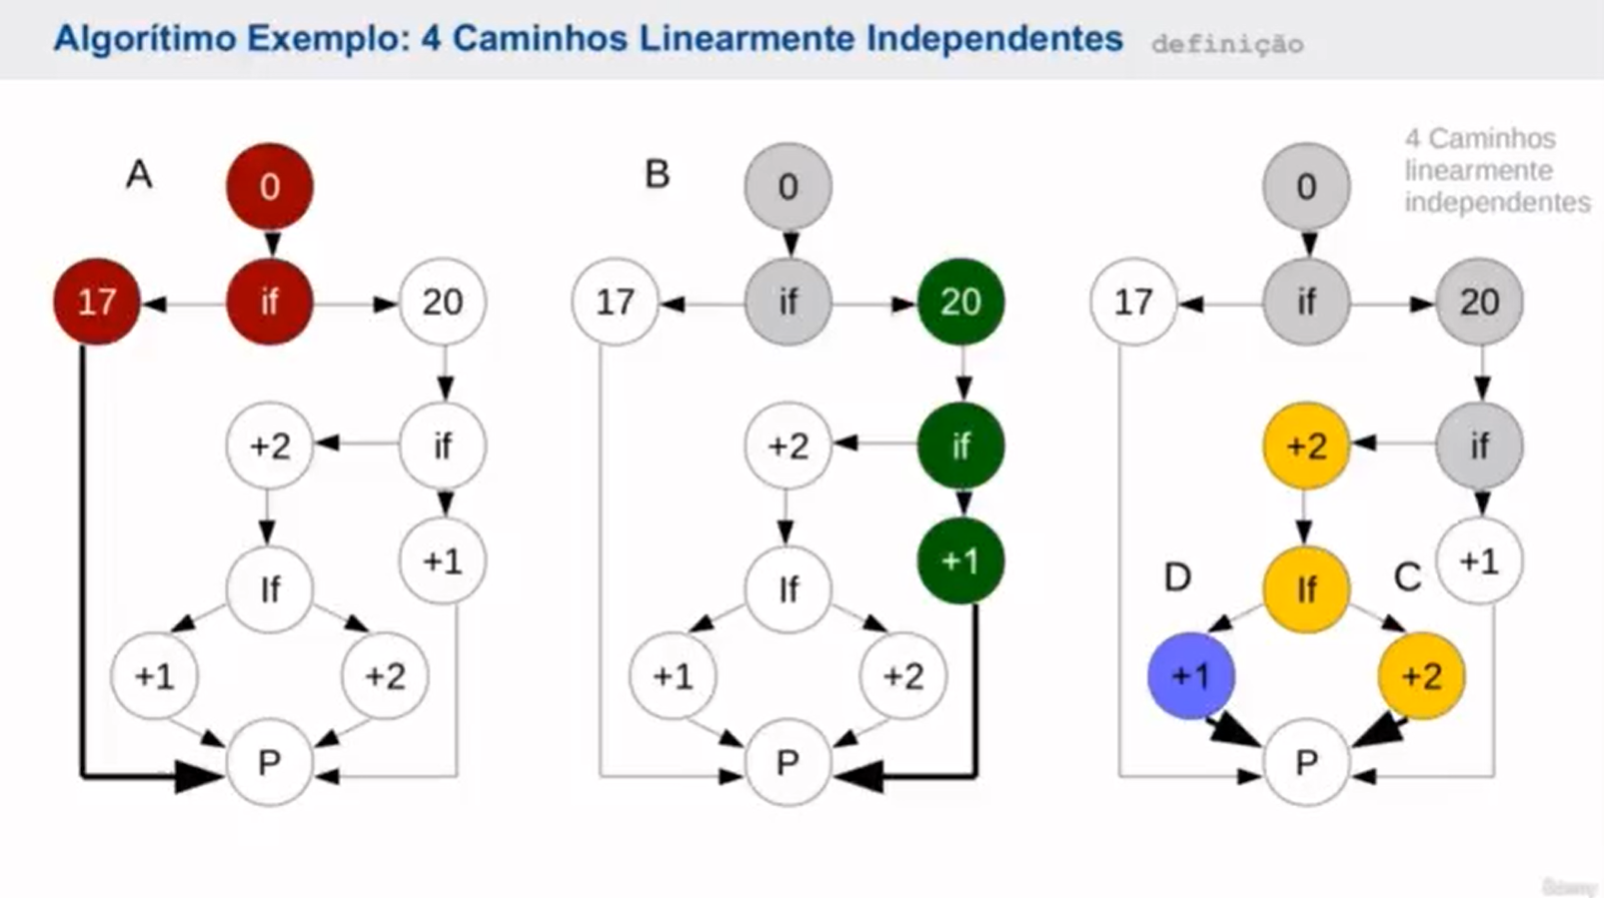 Algorítimo Exemplo: 4 Caminhos Linearmente Independentes definição
A
0
17
if
20
+2
if
If
+1
+1
+2
P
B
0
17
if
20
+2
if
If
+1
+1
+2
P
4 Caminhos
linearmente
independentes
0
17
if
20
+2
if
D
If
C
+1
+1
+2
P
Udemy